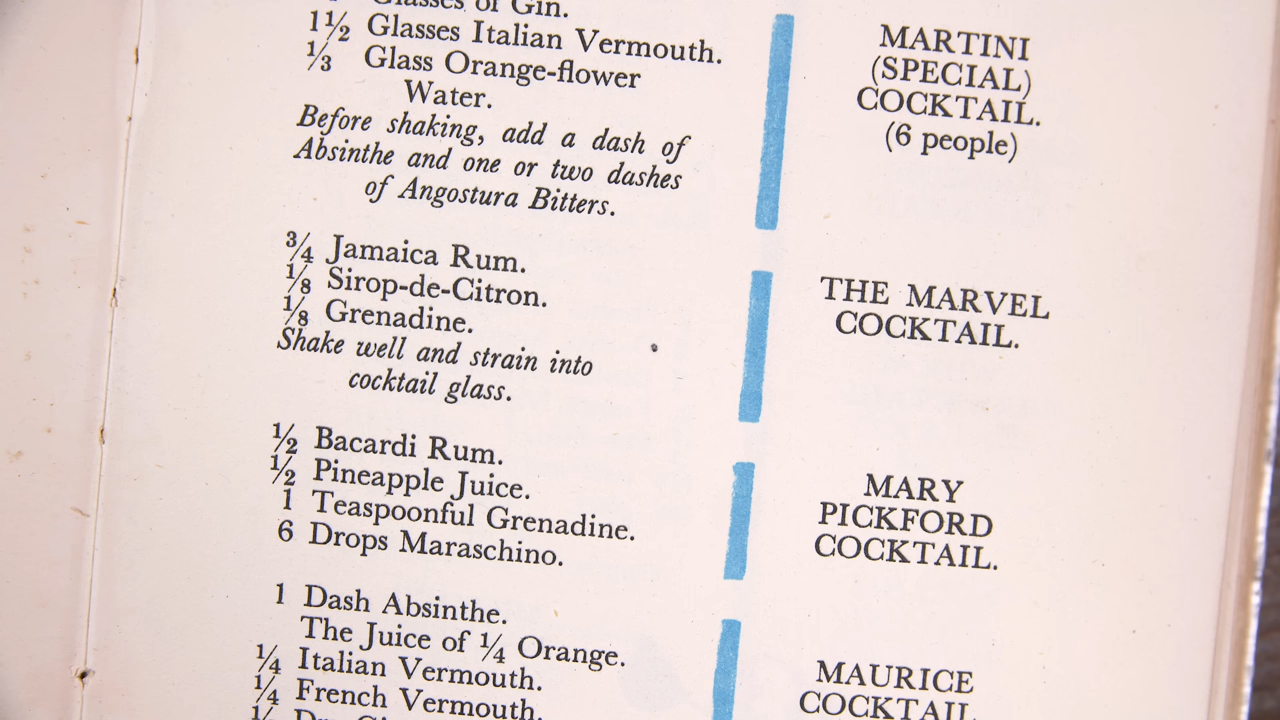 Glasses of Gin.
1½ Glasses Italian Vermouth.
⅓ Glass Orange-flower
Water.
Before shaking, add a dash of
Absinthe and one or two dashes
of Angostura Bitters.
MARTINI
(SPECIAL)
COCKTAIL.
(6 people)
¾ Jamaica Rum.
⅛ Sirop-de-Citron.
⅛ Grenadine.
Shake well and strain into
cocktail glass.
THE MARVEL
COCKTAIL.
½ Bacardi Rum.
½ Pineapple Juice.
1 Teaspoonful Grenadine.
6 Drops Maraschino.
MARY
PICKFORD
COCKTAIL.
1 Dash Absinthe.
The Juice of ¼ Orange.
¼ Italian Vermouth.
¼ French Vermouth.
MAURICE
COCKTAIL